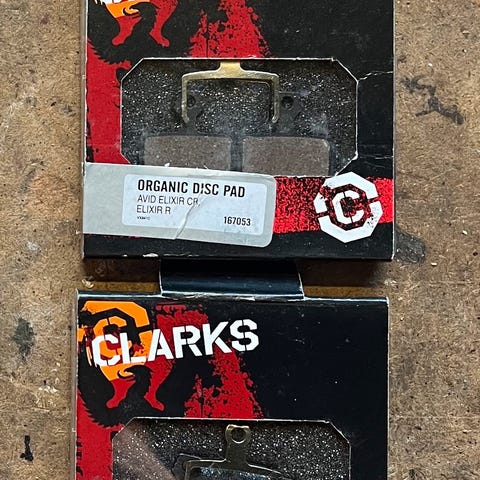 ORGANIC DISC PAD
AVID ELIXIR CR,
ELIXIR R
167053
CLARKS